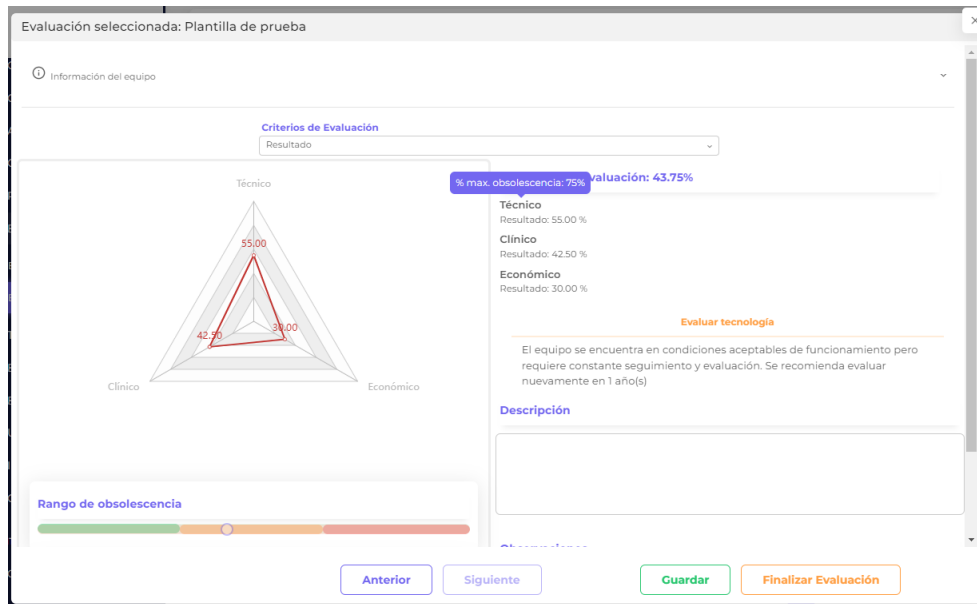 Evaluación seleccionada: Plantilla de prueba
Información del equipo
Criterios de Evaluación
Resultado
Técnico
55.00
42.50
30.00
Clínico
Económico
% max. obsolescencia: 75%
valuación: 43.75%
Técnico
Resultado: 55.00 %
Clínico
Resultado: 42.50 %
Económico
Resultado: 30.00 %
Evaluar tecnología
El equipo se encuentra en condiciones aceptables de funcionamiento pero
requiere constante seguimiento y evaluación. Se recomienda evaluar
nuevamente en 1 año(s)
Descripción
Rango de obsolescencia
Anterior
Siguiente
Guardar
Finalizar Evaluación